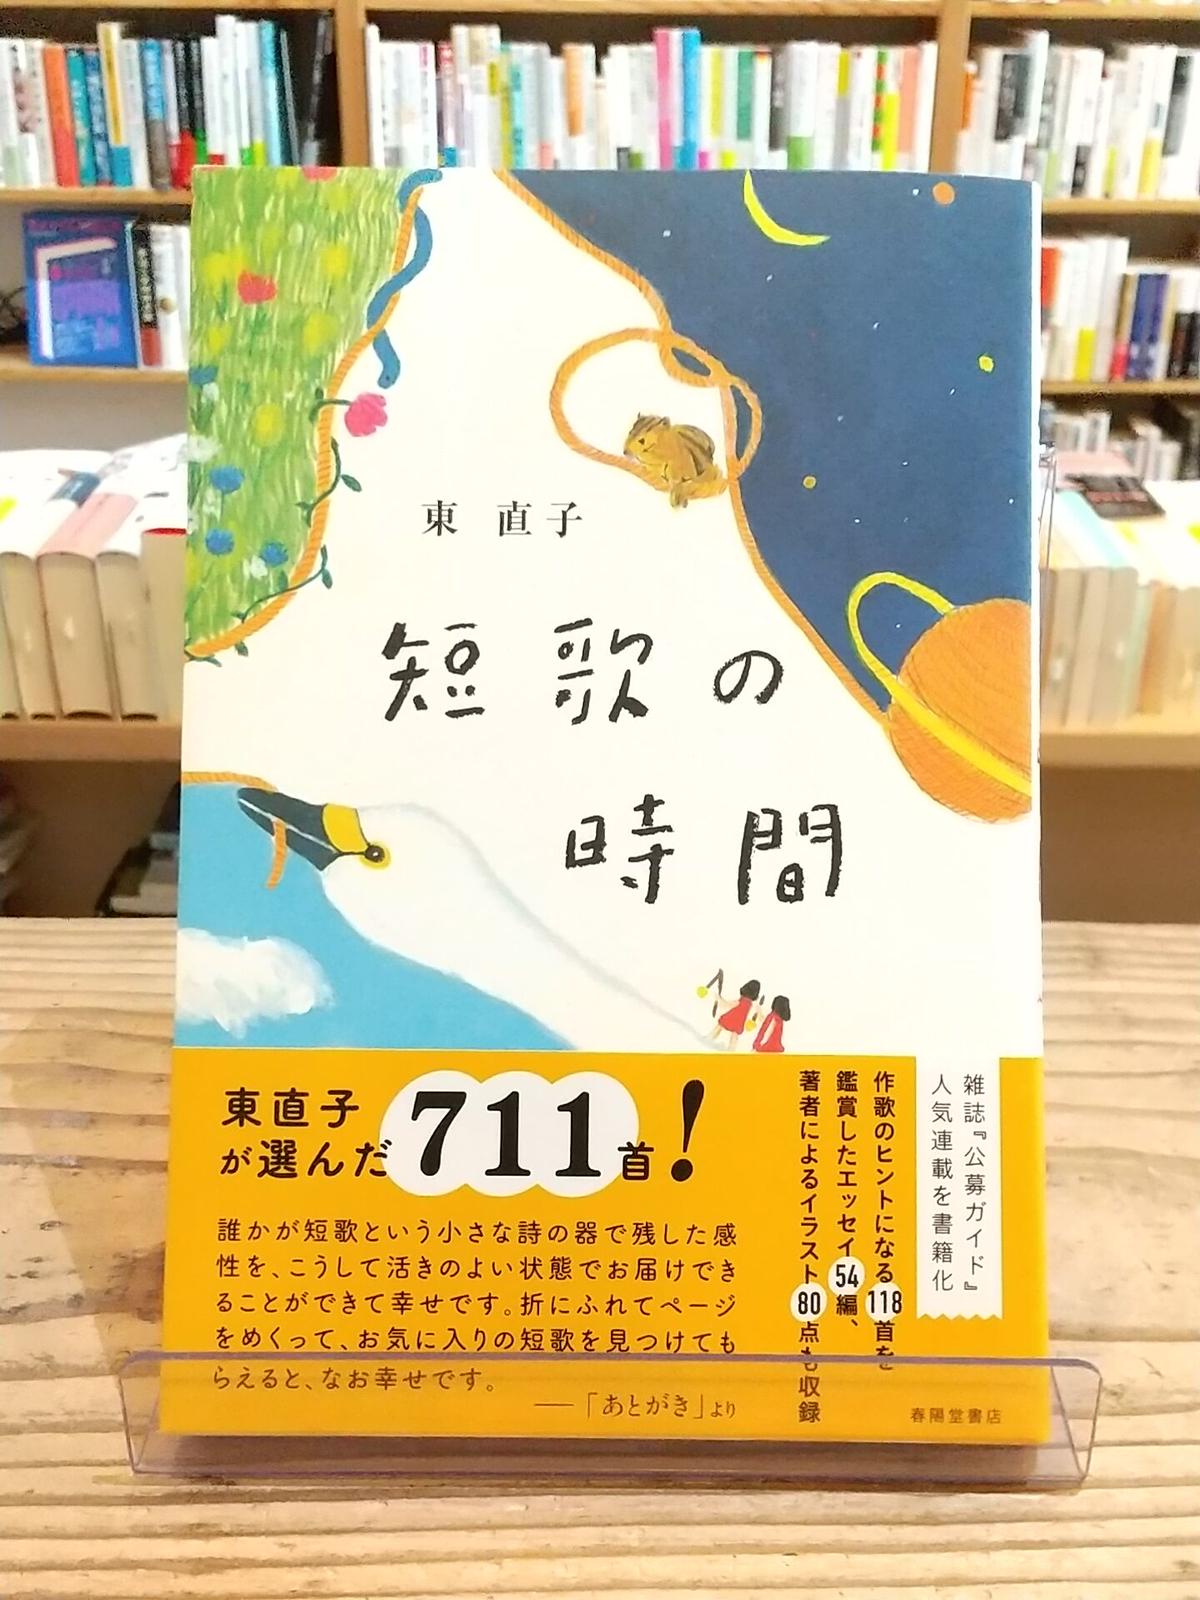 東 直子
短歌の
時間
雑誌『公募ガイド』
人気連載を書籍化
作歌のヒントになる118首を
鑑賞したエッセイ54編、
著者によるイラスト80点も収録
東直子
が選んだ711首!
誰かが短歌という小さな詩の器で残した感
性を、こうして活きのよい状態でお届けでき
ることができて幸せです。折にふれてページ
をめくって、お気に入りの短歌を見つけても
らえると、なお幸せです。
――「あとがき」より
春陽堂書店